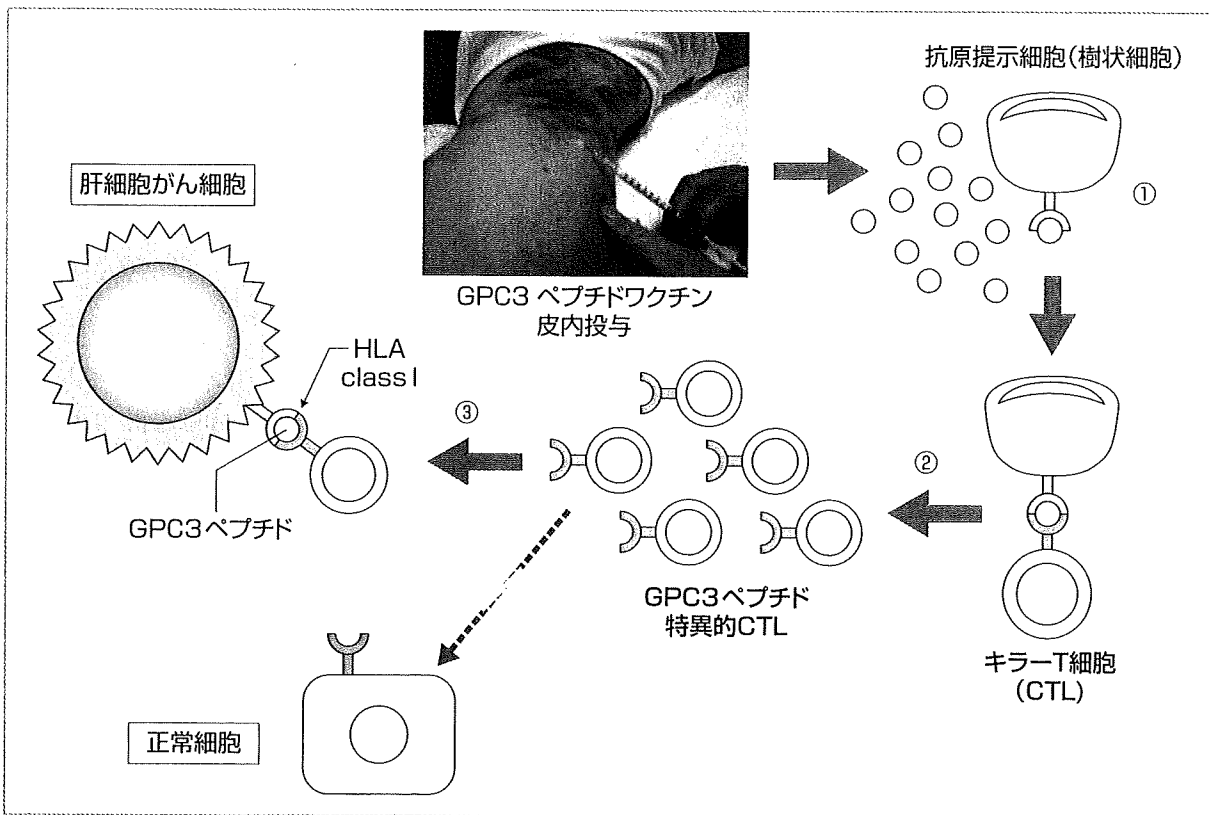 抗原提示細胞(樹状細胞)
①
肝細胞がん細胞
GPC3 ペプチドワクチン
皮内投与
HLA
class I
③
②
GPC3ペプチド
GPC3ペプチド
特異的CTL
キラーT細胞
(CTL)
正常細胞